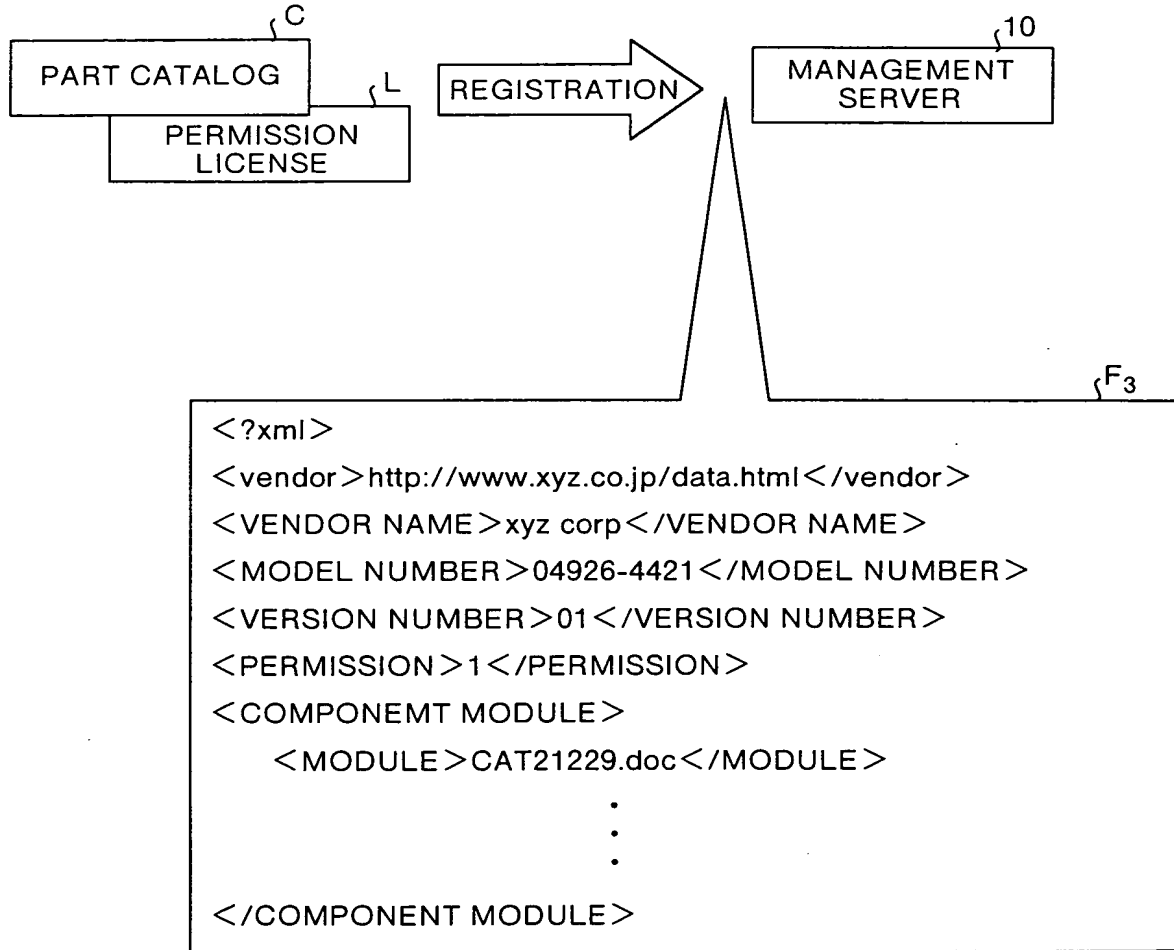 C
PART CATALOG
L
PERMISSION
LICENSE
REGISTRATION
10
MANAGEMENT
SERVER
F3
<?xml>
<vendor>http://www.xyz.co.jp/data.html</vendor>
<VENDOR NAME>xyz corp</VENDOR NAME>
<MODEL NUMBER>04926-4421</MODEL NUMBER>
<VERSION NUMBER>01</VERSION NUMBER>
<PERMISSION>1</PERMISSION>
<COMPONEMT MODULE>
<MODULE>CAT21229.doc</MODULE>
</COMPONENT MODULE>